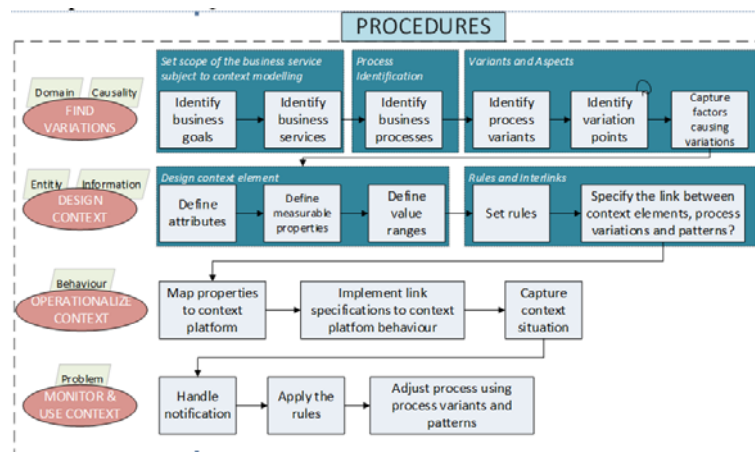 PROCEDURES
Set scope of the business service
subject to context modelling
Process
Identification
Variants and Aspects
Domain
Causality
FIND
VARIATIONS
Identify
business
goals
Identify
business
services
Identify
business
processes
Identify
process
variants
Identify
variation
points
Capture
factors
causing
variations
Entity
Information
DESIGN
CONTEXT
Design context element
Define
attributes
Define
measurable
properties
Define
value
ranges
Rules and Interlinks
Set rules
Specify the link between
context elements, process
variations and patterns?
Behaviour
OPERATIONALIZE
CONTEXT
Map properties
to context
platform
Implement link
specifications to context
platfom behaviour
Capture
context
situation
Problem
MONITOR &
USE CONTEXT
Handle
notification
Apply the
rules
Adjust process using
process variants and
patterns